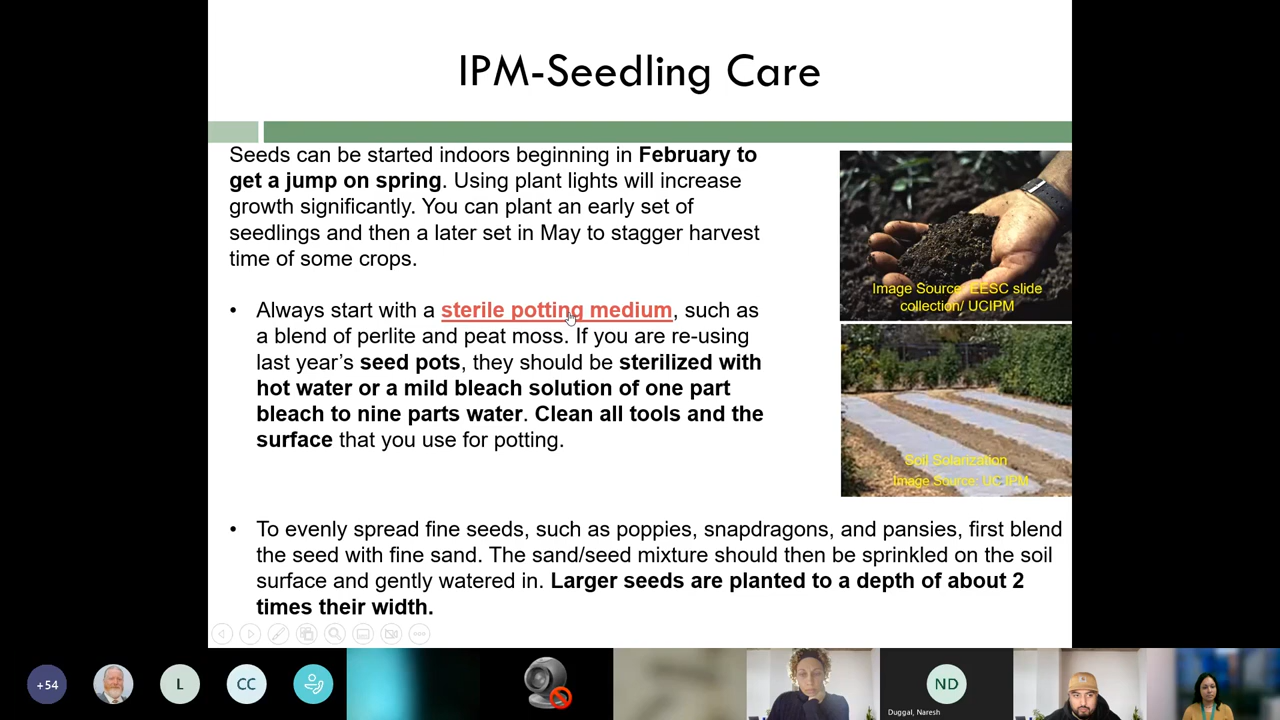 IPM-Seedling Care
Seeds can be started indoors beginning in February to
get a jump on spring. Using plant lights will increase
growth significantly. You can plant an early set of
seedlings and then a later set in May to stagger harvest
time of some crops.
• Always start with a sterile potting medium, such as
a blend of perlite and peat moss. If you are re-using
last year’s seed pots, they should be sterilized with
hot water or a mild bleach solution of one part
bleach to nine parts water. Clean all tools and the
surface that you use for potting.
Image Source: EESC slide
collection/ UCIPM
Soil Solarization
Image Source: UC IPM
• To evenly spread fine seeds, such as poppies, snapdragons, and pansies, first blend
the seed with fine sand. The sand/seed mixture should then be sprinkled on the soil
surface and gently watered in. Larger seeds are planted to a depth of about 2
times their width.
+54
L
CC
ND
Duggal, Naresh